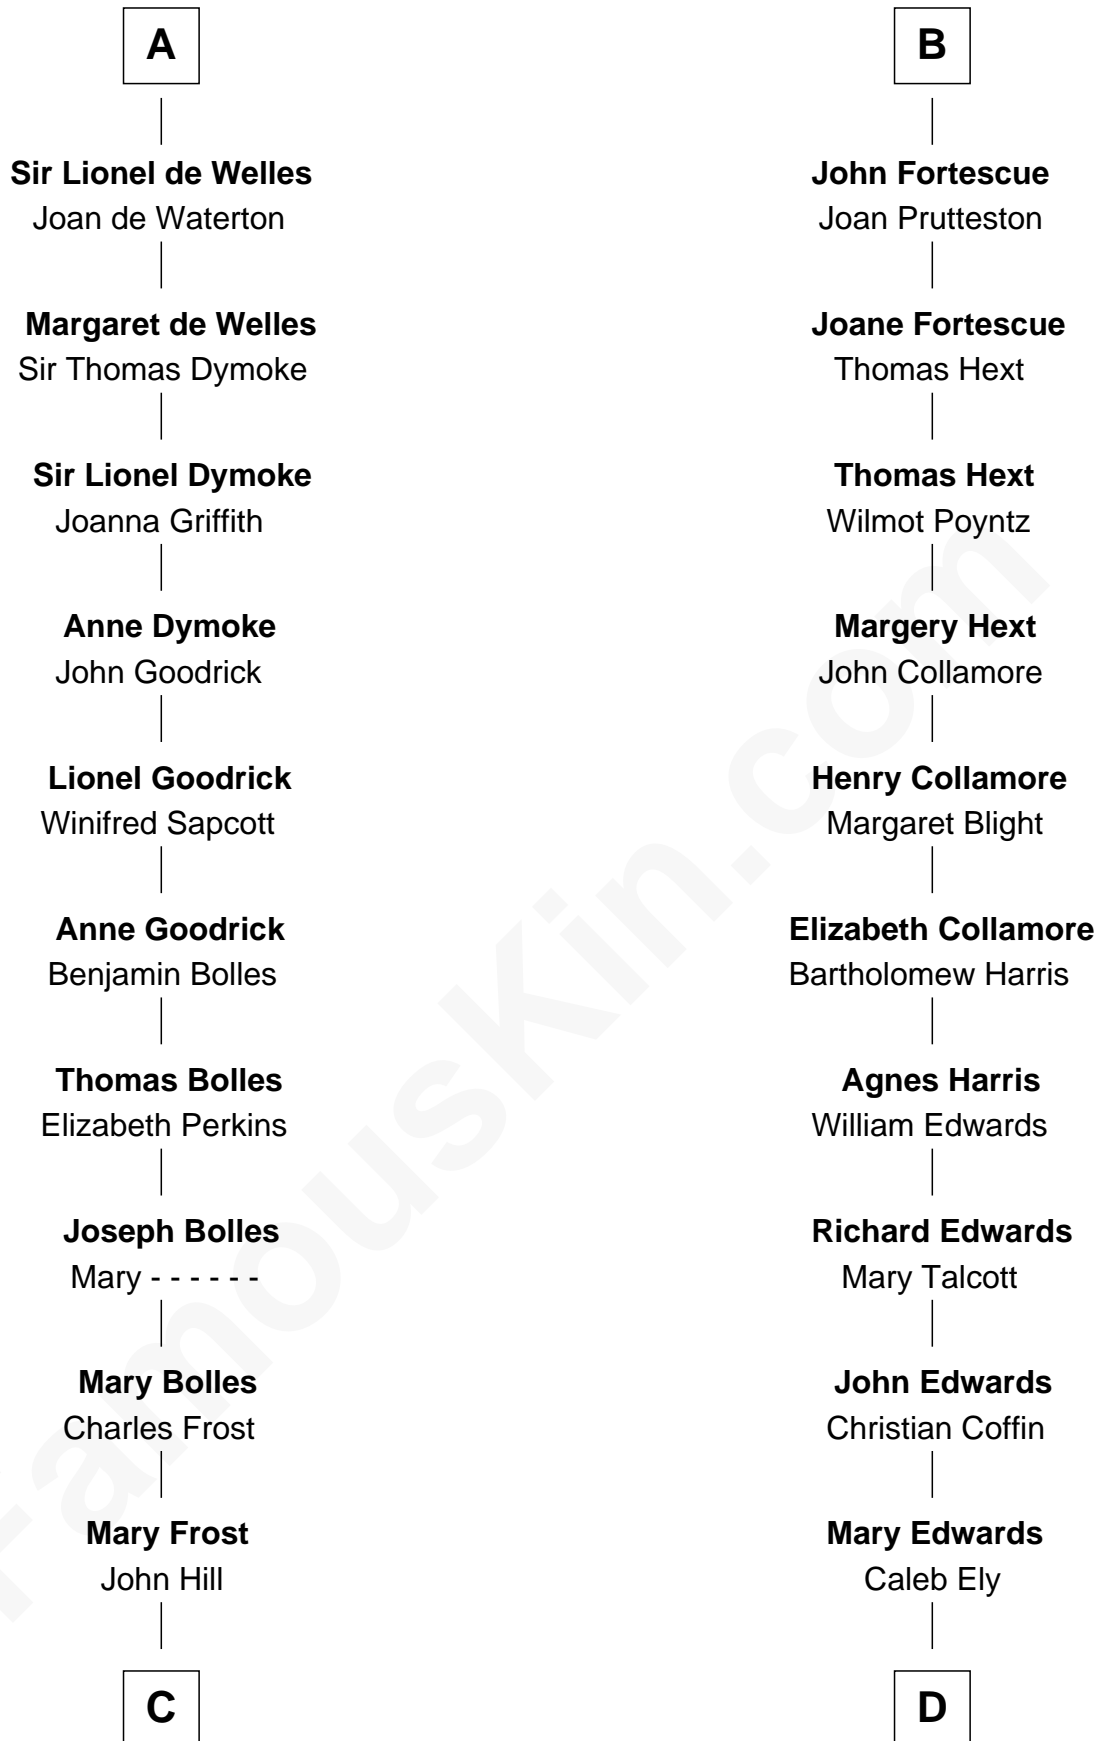 A
Sir Lionel de Welles
Joan de Waterton
Margaret de Welles
Sir Thomas Dymoke
Sir Lionel Dymoke
Joanna Griffith
Anne Dymoke
John Goodrick
Lionel Goodrick
Winifred Sapcott
Anne Goodrick
Benjamin Bolles
Thomas Bolles
Elizabeth Perkins
Joseph Bolles
Mary - - - - - -
Mary Bolles
Charles Frost
Mary Frost
John Hill
C
B
John Fortescue
Joan Prutteston
Joane Fortescue
Thomas Hext
Thomas Hext
Wilmot Poyntz
Margery Hext
John Collamore
Henry Collamore
Margaret Blight
Elizabeth Collamore
Bartholomew Harris
Agnes Harris
William Edwards
Richard Edwards
Mary Talcott
John Edwards
Christian Coffin
Mary Edwards
Caleb Ely
D
FamousKin.com